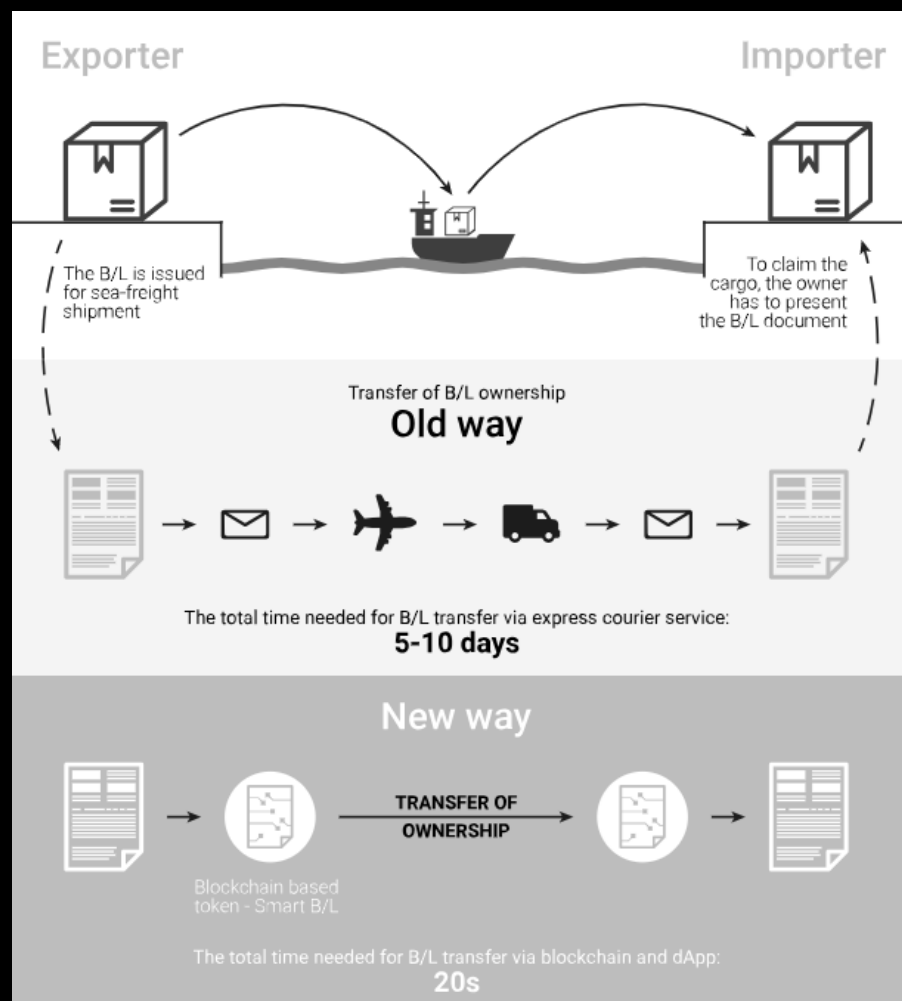 Exporter
Importer
The B/L is issued
for sea-freight
shipment
To claim the
cargo, the owner
has to present
the B/L document
Transfer of B/L ownership
Old way
The total time needed for B/L transfer via express courier service:
5-10 days
New way
TRANSFER OF
OWNERSHIP
Blockchain based
token - Smart B/L
The total time needed for B/L transfer via blockchain and dApp:
20s